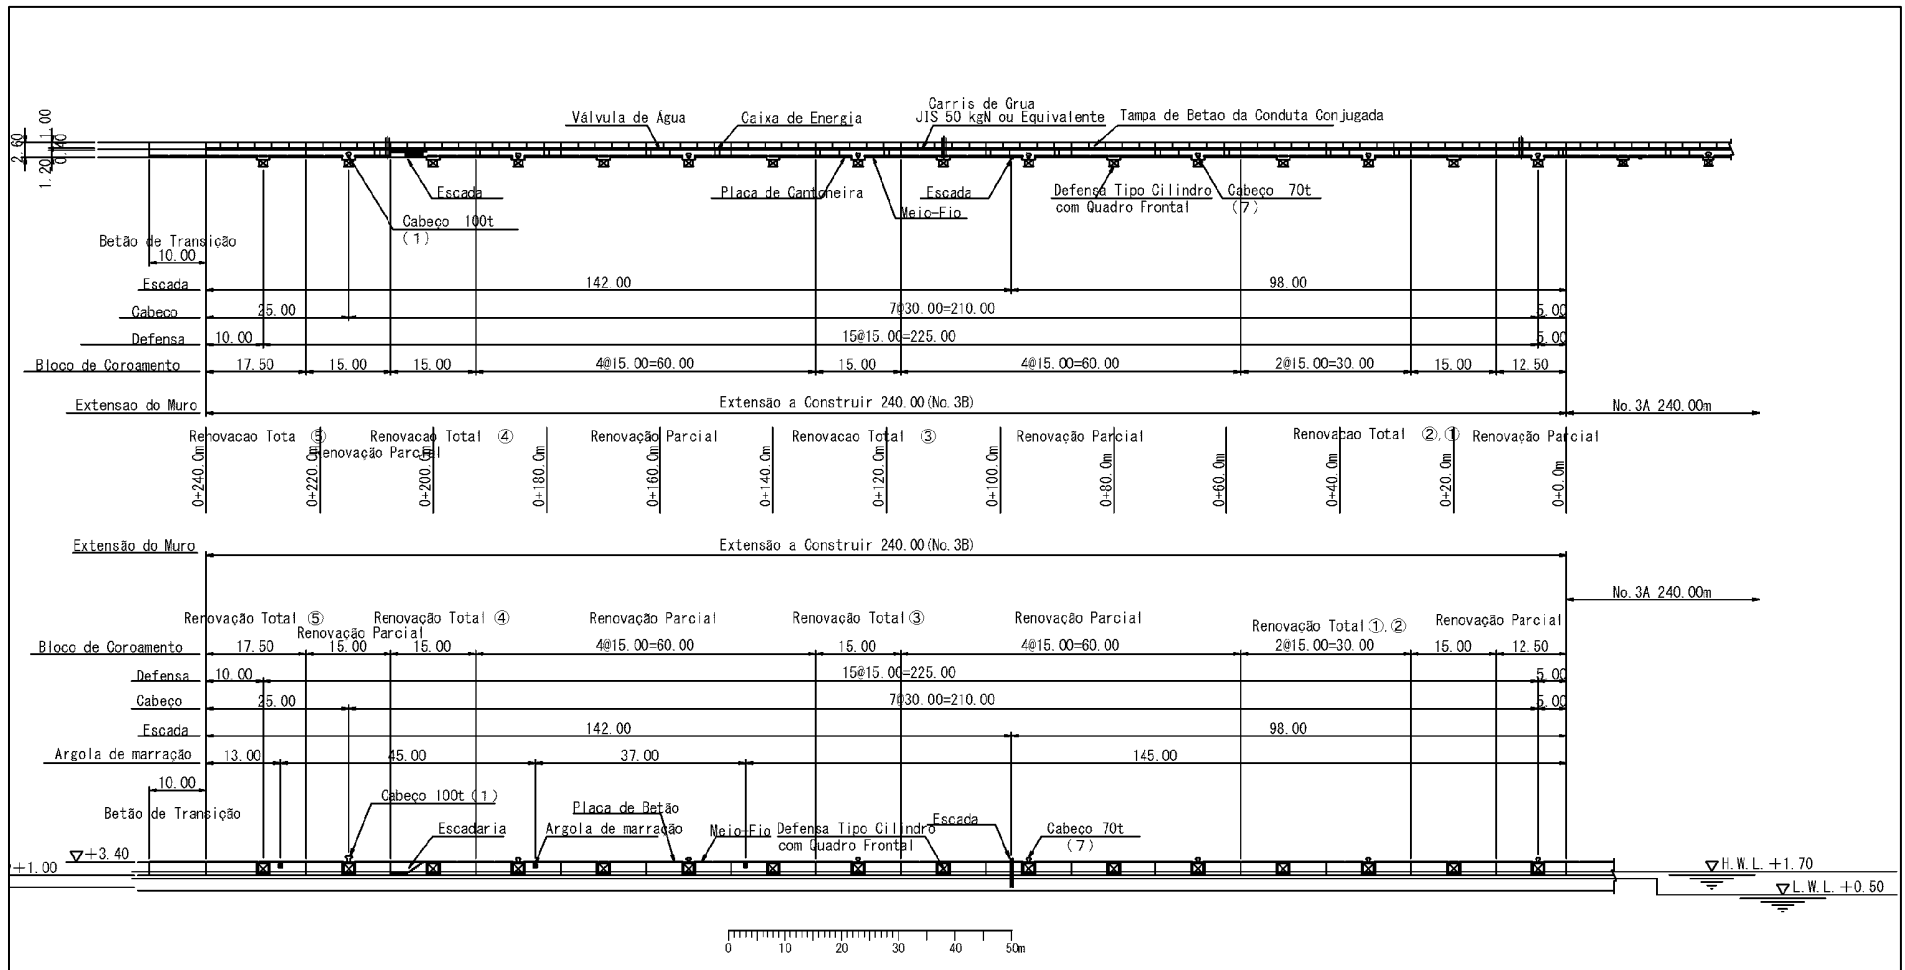 Válvula de Água
Caixa de Energia
Carris de Grua
JIS 50 kgN ou Equivalente
Tampa de Betao da Conduta Conjugada
2.60
1.20
0.40
1.00
Escada
Cabeço 100t
(1)
Placa de Cantoneira
Meio-Fio
Escada
Defensa Tipo Cilindro
com Quadro Frontal
Cabeço 70t
(7)
Betão de Transição
10.00
Escada 142.00 98.00
Cabeço 25.00 7@30.00=210.00 5.00
Defensa 10.00 15@15.00=225.00 5.00
Bloco de Coroamento 17.50 15.00 15.00 4@15.00=60.00 15.00 4@15.00=60.00 2@15.00=30.00 15.00 12.50
Extensao do Muro Extensão a Construir 240.00(No.3B) No.3A 240.00m
Renovacao Tota ⑤ Renovacao Total ④ Renovação Parcial Renovacao Total ③ Renovação Parcial Renovacao Total ②,① Renovação Parcial
Renovação Parcial
0+240.0m 0+220.0m 0+200.0m 0+180.0m 0+160.0m 0+140.0m 0+120.0m 0+100.0m 0+80.0m 0+60.0m 0+40.0m 0+20.0m 0+0.0m
Extensão do Muro Extensão a Construir 240.00(No.3B)
No.3A 240.00m
Renovação Total ⑤ Renovação Total ④ Renovação Parcial Renovação Total ③ Renovação Parcial Renovação Total ①,② Renovação Parcial
Renovação Parcial
Bloco de Coroamento 17.50 15.00 15.00 4@15.00=60.00 15.00 4@15.00=60.00 2@15.00=30.00 15.00 12.50
Defensa 10.00 15@15.00=225.00 5.00
Cabeço 25.00 7@30.00=210.00 5.00
Escada 142.00 98.00
Argola de marração 13.00 45.00 37.00 145.00
10.00
Betão de Transição
Cabeço 100t (1)
Escadaria
Placa de Betão
Argola de marração
Meio-Fio
Defensa Tipo Cilindro
com Quadro Frontal
Escada
Cabeço 70t
(7)
+3.40
+1.00
H.W.L. +1.70
L.W.L. +0.50
0 10 20 30 40 50m